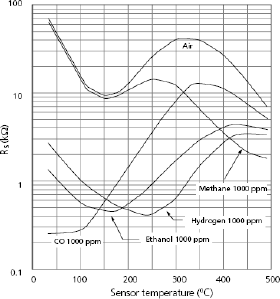 100
Air
10
Rs (kΩ)
Methane 1000 ppm
1
Hydrogen 1000 ppm
CO 1000 ppm
Ethanol 1000 ppm
0.1
0 100 200 300 400 500
Sensor temperature (ºC)